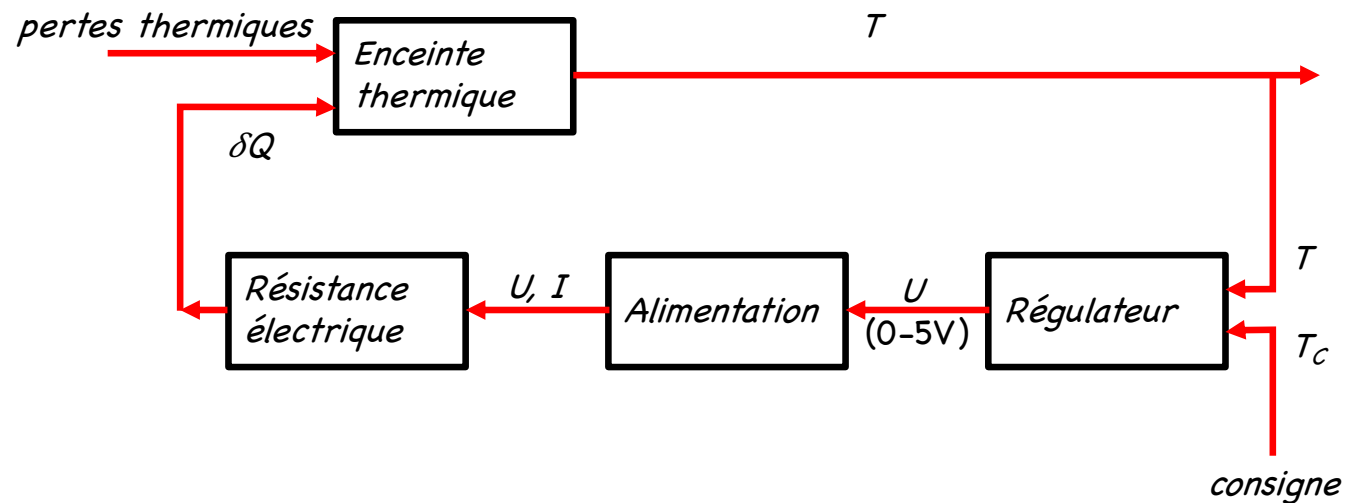 pertes thermiques
T
Enceinte
thermique
δQ
Résistance
électrique
U, I
Alimentation
U
(0-5V)
Régulateur
T
T_C
consigne